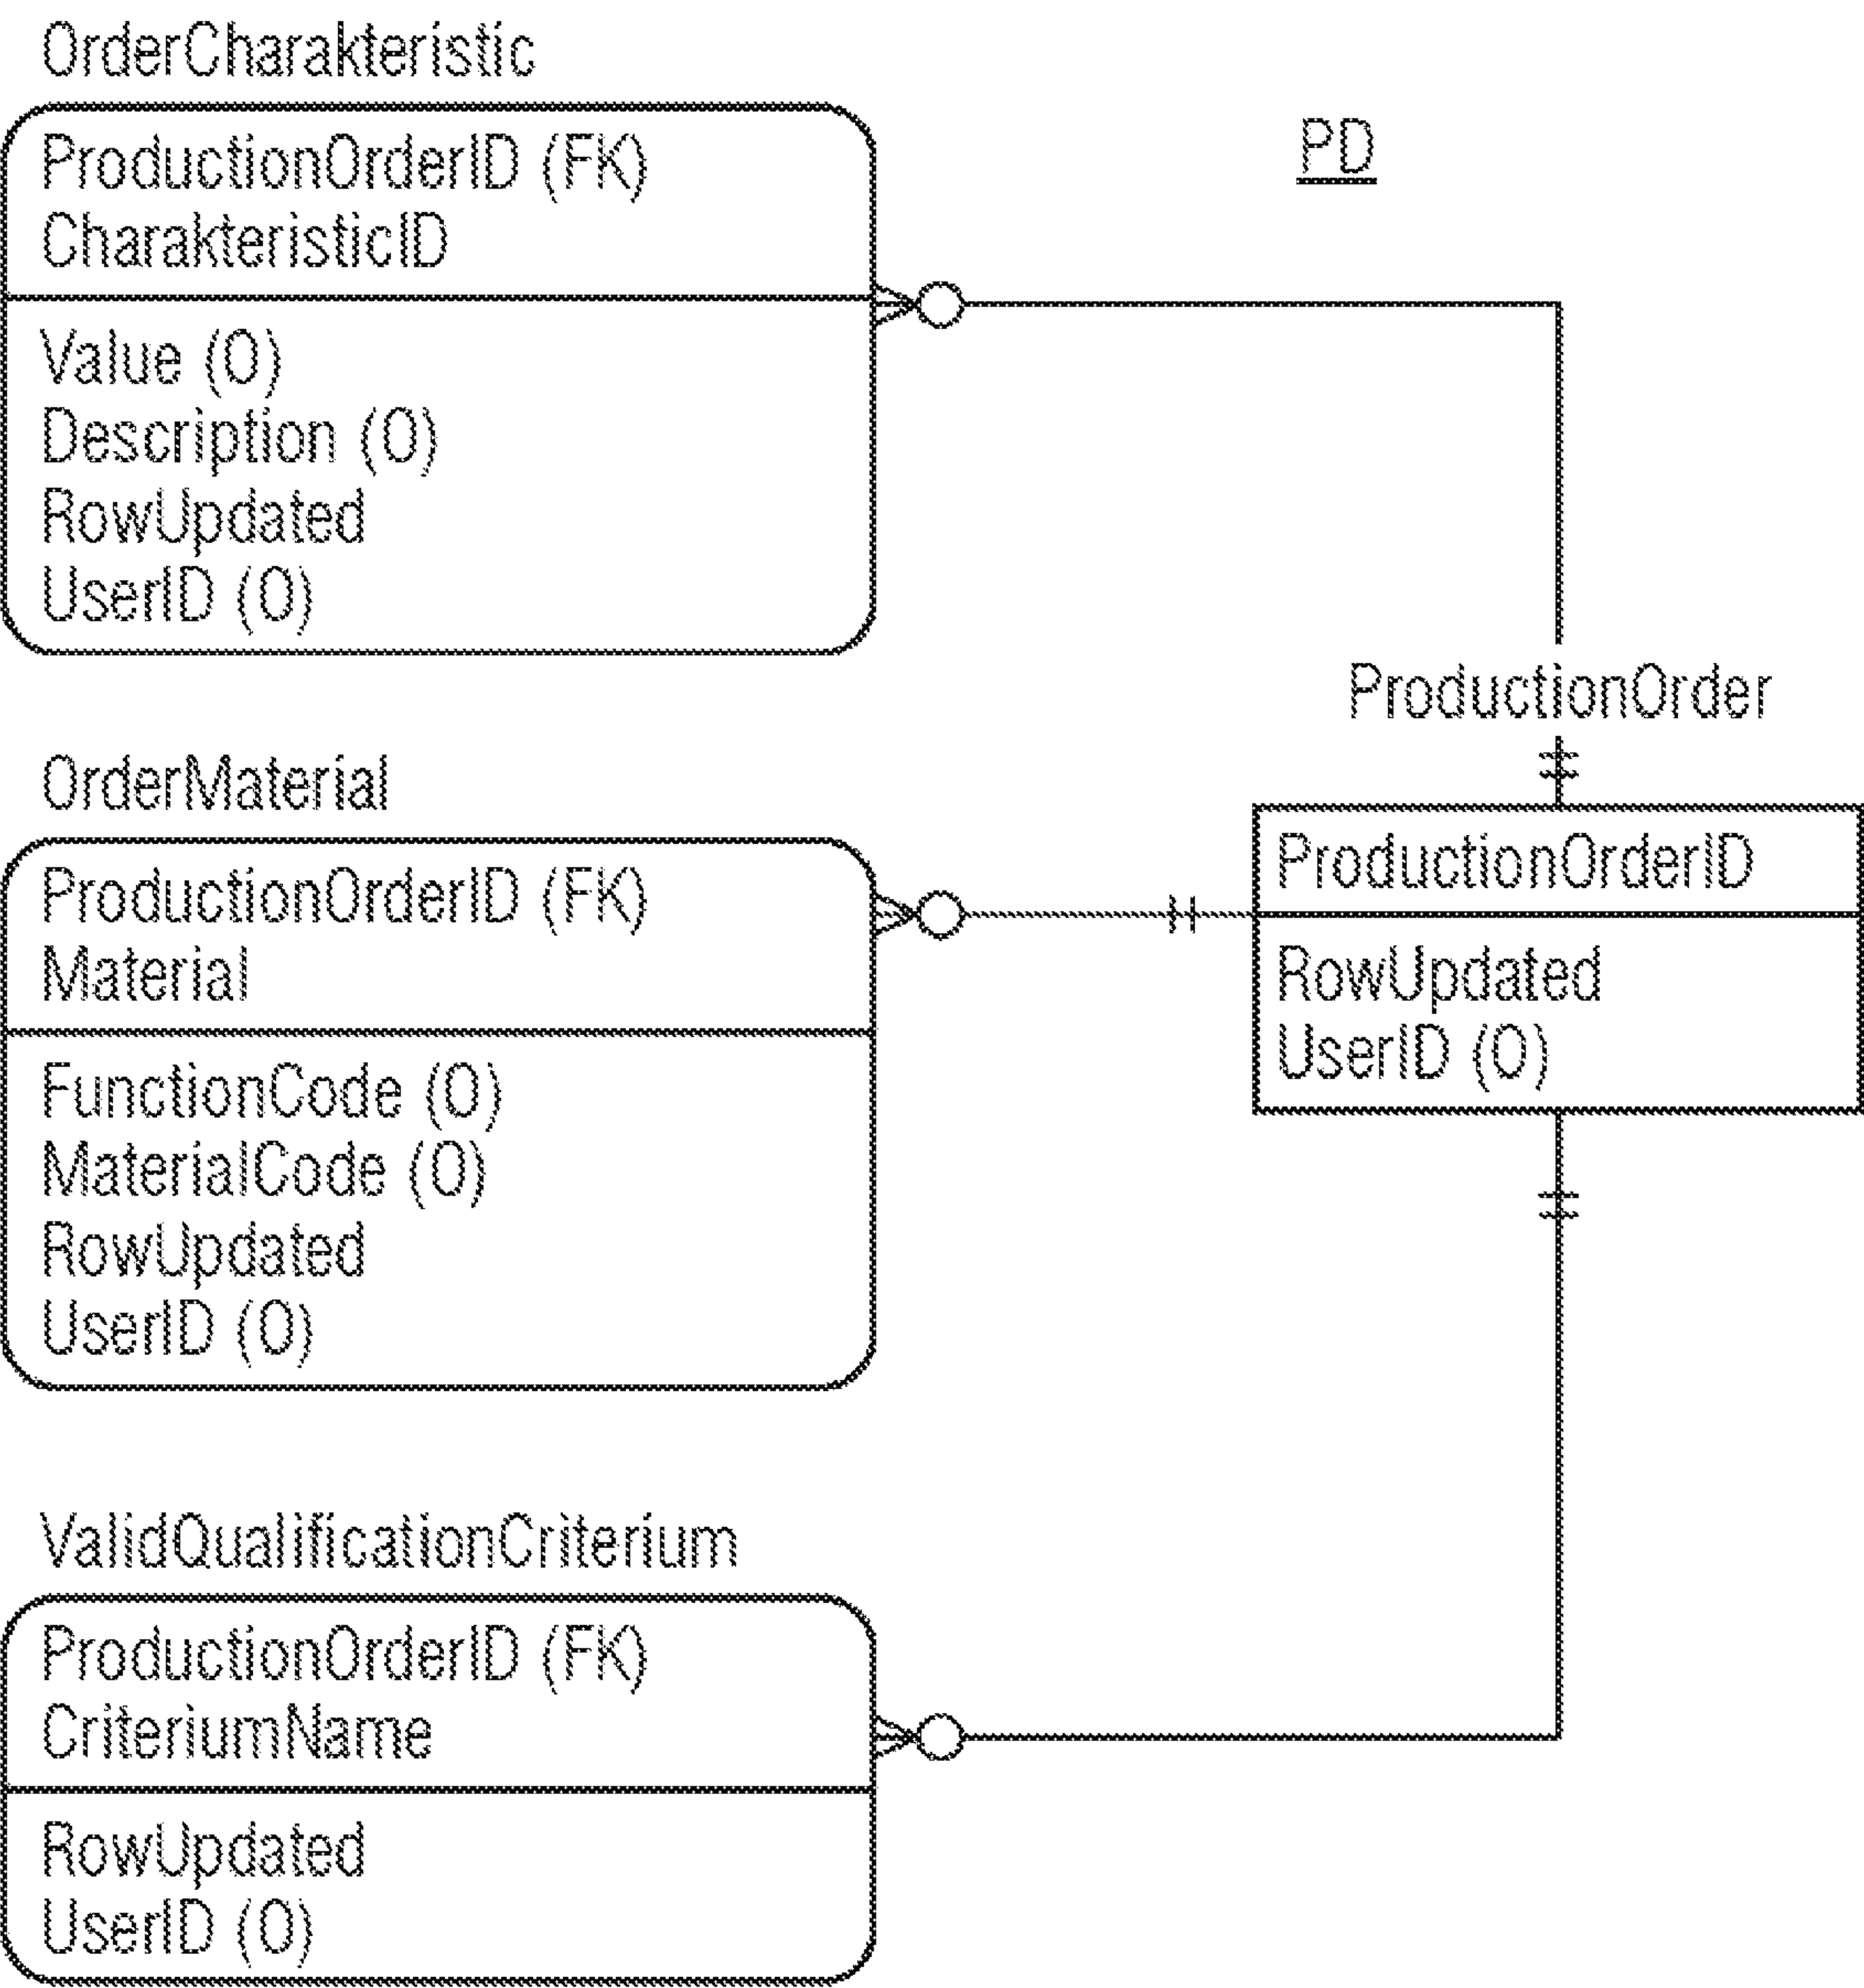 OrderCharakteristic
ProductionOrderID (FK)
CharakteristicID
Value (O)
Description (O)
RowUpdated
UserID (O)
PD
OrderMaterial
ProductionOrderID (FK)
Material
FunctionCode (O)
MaterialCode (O)
RowUpdated
UserID (O)
ProductionOrder
ProductionOrderID
RowUpdated
UserID (O)
ValidQualificationCriterium
ProductionOrderID (FK)
CriteriumName
RowUpdated
UserID (O)